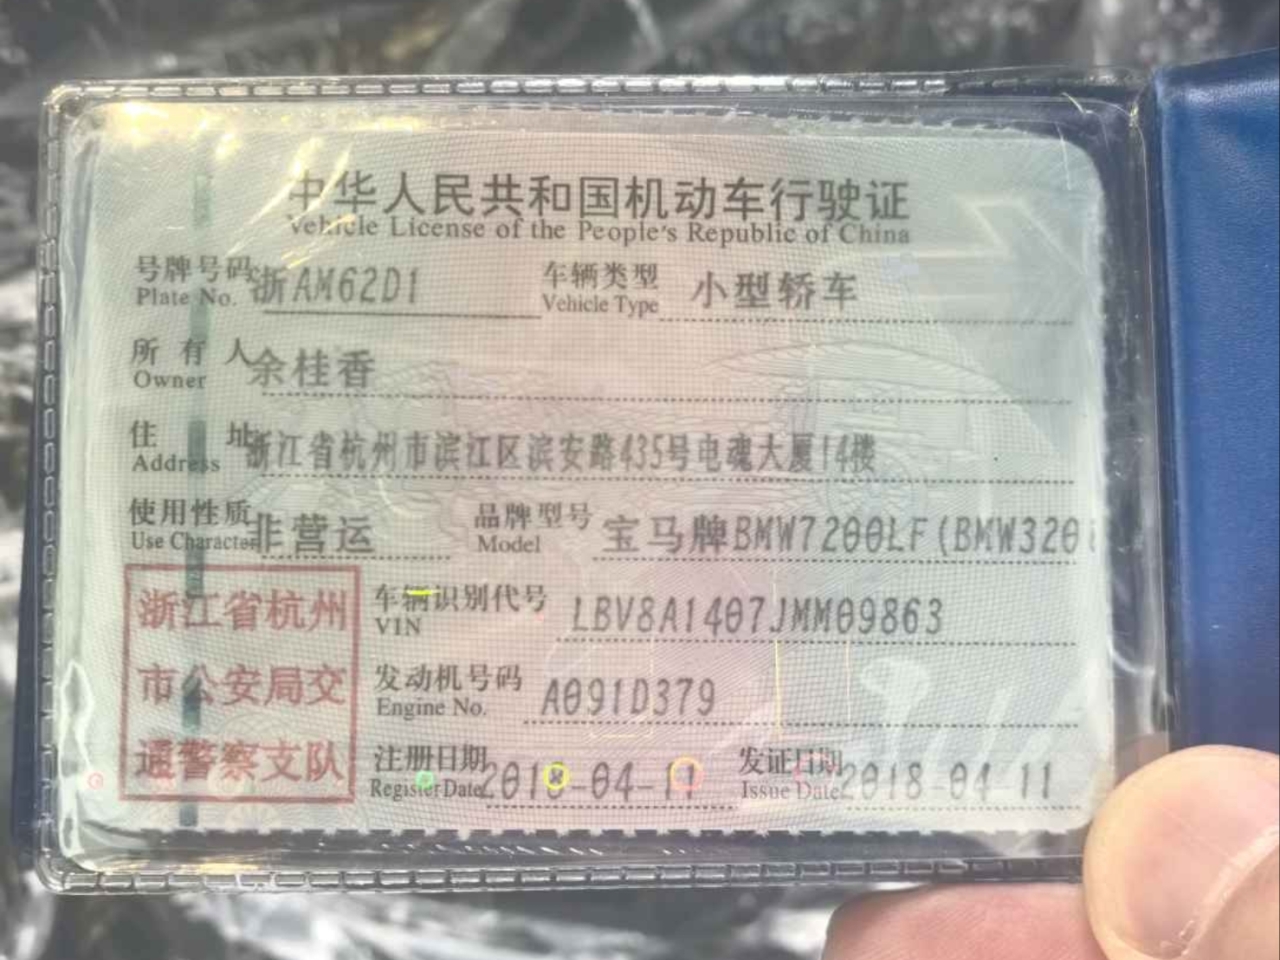 中华人民共和国机动车行驶证
Vehicle License of the People's Republic of China
号牌号码 浙AM62D1 车辆类型 小型轿车
Plate No. Vehicle Type
所有人 余桂香
Owner
住址 浙江省杭州市滨江区滨安路435号电魂大厦14楼
Address
使用性质 非营运 品牌型号 宝马牌BMW7200LF(BMW320
Use Character Model
浙江省杭州
市公安局交
通警察支队
车辆识别代号 LBV8A1407JMM09863
VIN
发动机号码 A091D379
Engine No.
注册日期 2018-04-11 发证日期 2018-04-11
Register Date Issue Date